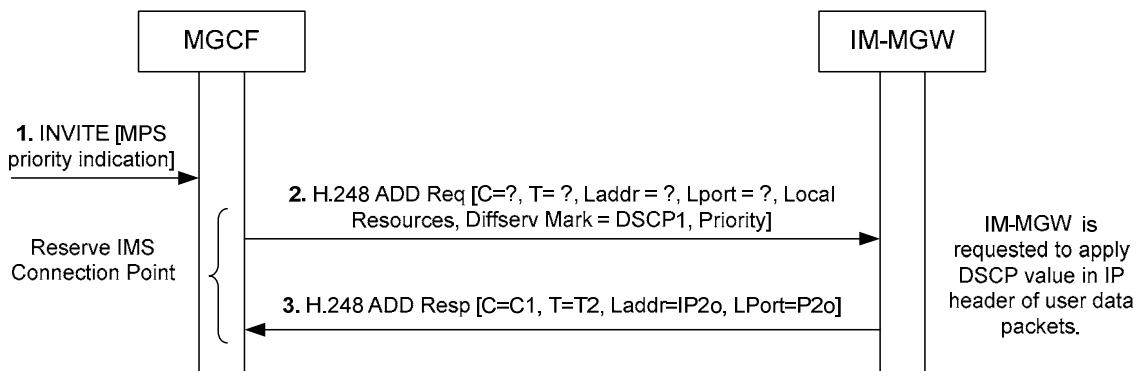 MGCF
IM-MGW
1. INVITE [MPS
priority indication]
2. H.248 ADD Req [C=?, T= ?, Laddr = ?, Lport = ?, Local
Resources, Diffserv Mark = DSCP1, Priority]
Reserve IMS
Connection Point
IM-MGW is
requested to apply
DSCP value in IP
header of user data
packets.
3. H.248 ADD Resp [C=C1, T=T2, Laddr=IP2o, LPort=P2o]